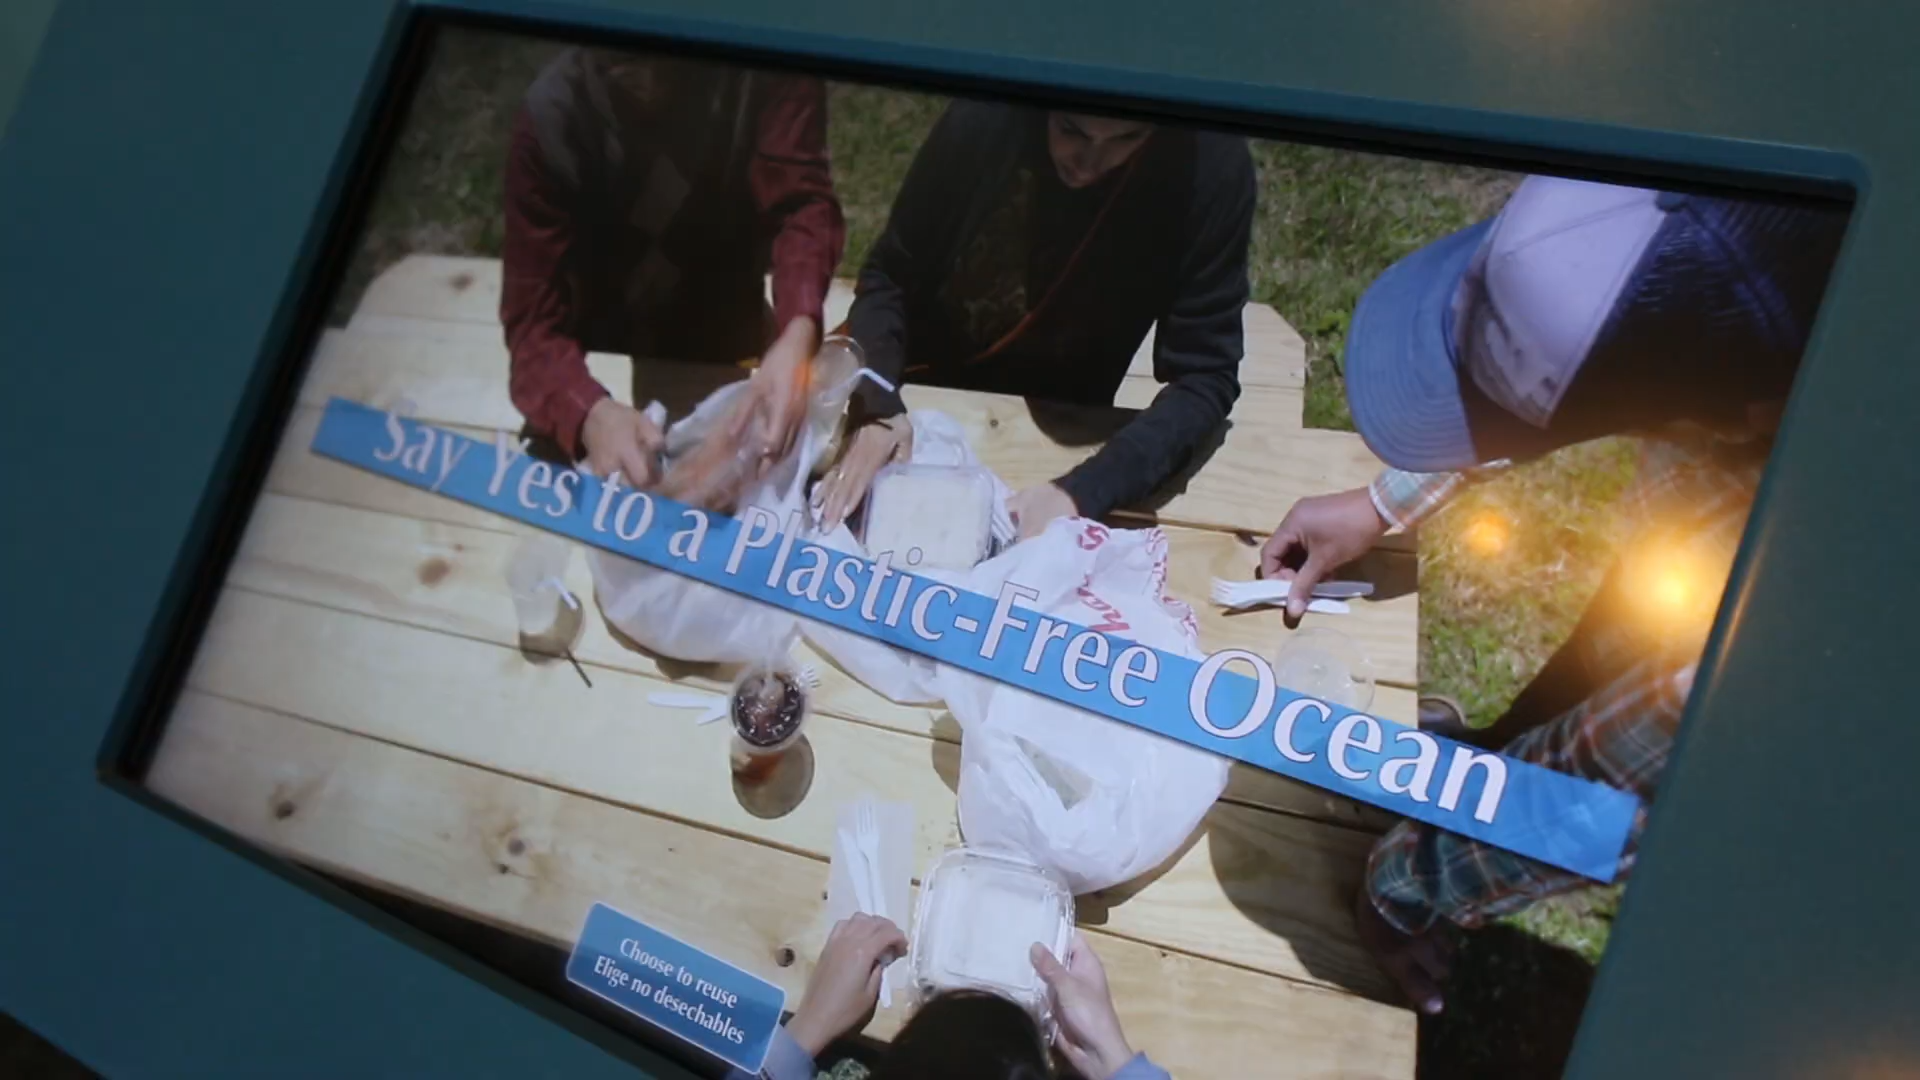 Say Yes to a Plastic-Free Ocean
Choose to reuse
Elige no desechables